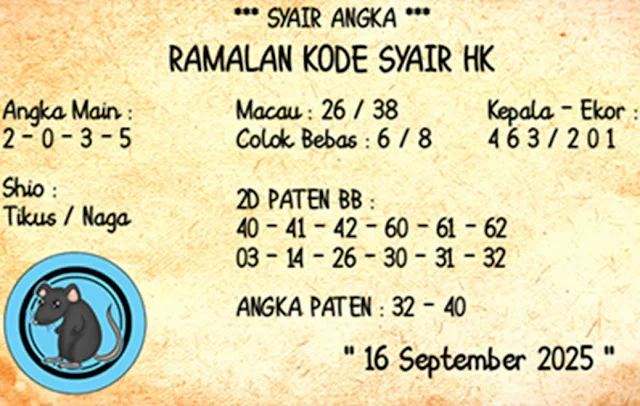 *** SYAIR ANGKA ***
RAMALAN KODE SYAIR HK
Angka Main :
2 - 0 - 3 - 5
Macau : 26 / 38
Colok Bebas : 6 / 8
Kepala - Ekor :
4 6 3 / 2 0 1
Shio :
Tikus / Naga
2D PATEN BB :
40 - 41 - 42 - 60 - 61 - 62
03 - 14 - 26 - 30 - 31 - 32
ANGKA PATEN : 32 - 40
" 16 September 2025 "